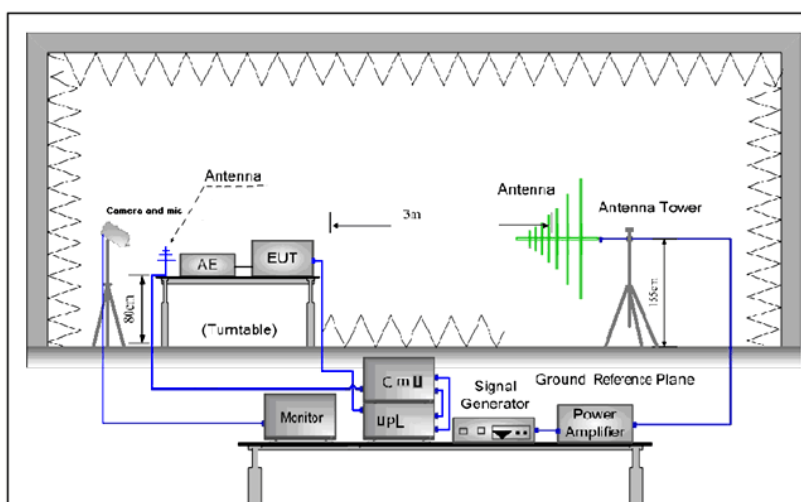 Antenna
Camera and mic
AE
EUT
80cm
(Turntable)
3m
Antenna
Antenna Tower
155cm
Ground Reference Plane
Monitor
CmU
upL
Signal
Generator
Power
Amplifier